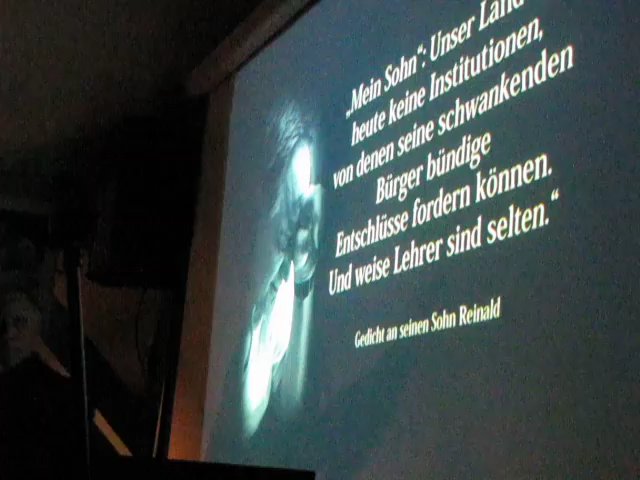 „Mein Sohn“: Unser Land
heute keine Institutionen,
von denen seine schwankenden
Bürger bündige
Entschlüsse fordern können.
Und weise Lehrer sind selten.“
Gedicht an seinen Sohn Reinald